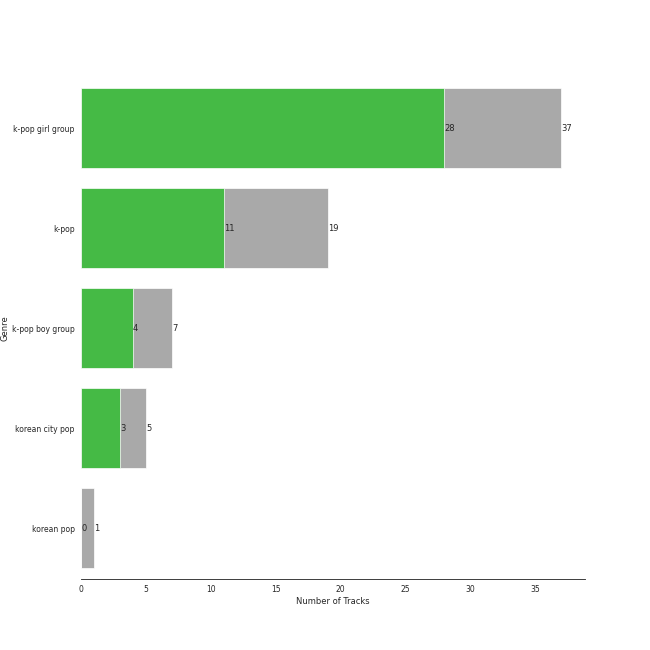 k-pop girl group 28 37
k-pop 11 19
k-pop boy group 4 7
korean city pop 3 5
korean pop 0 1
Genre
0 5 10 15 20 25 30 35
Number of Tracks